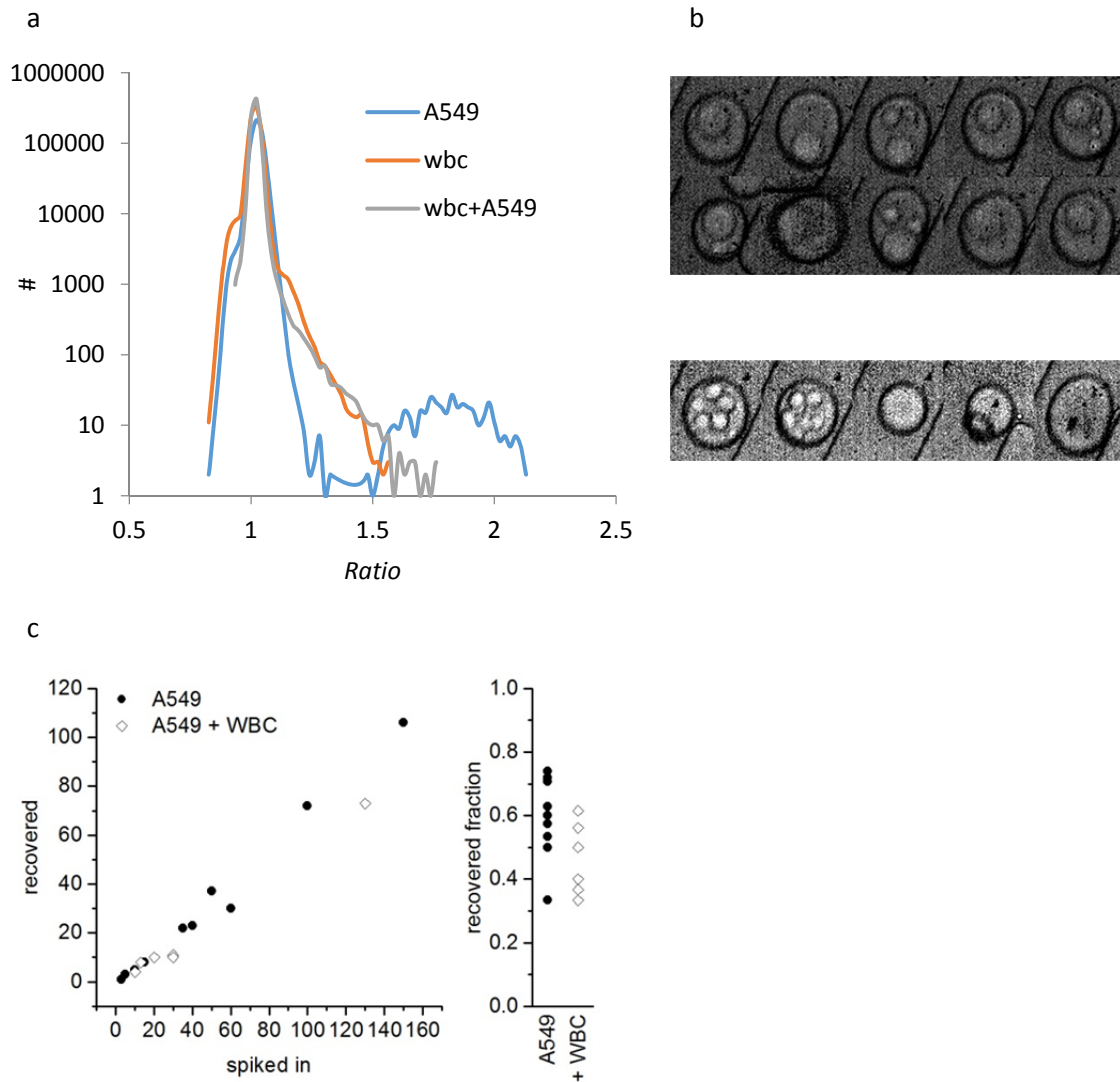 a
1000000
100000
10000
1000
100
10
1
#
0.5 1 1.5 2 2.5
Ratio
A549
wbc
wbc+A549
b
c
120
100
80
60
40
20
0
recovered
0 20 40 60 80 100 120 140 160
spiked in
A549
A549 + WBC
1.0
0.8
0.6
0.4
0.2
0.0
recovered fraction
A549
+ WBC